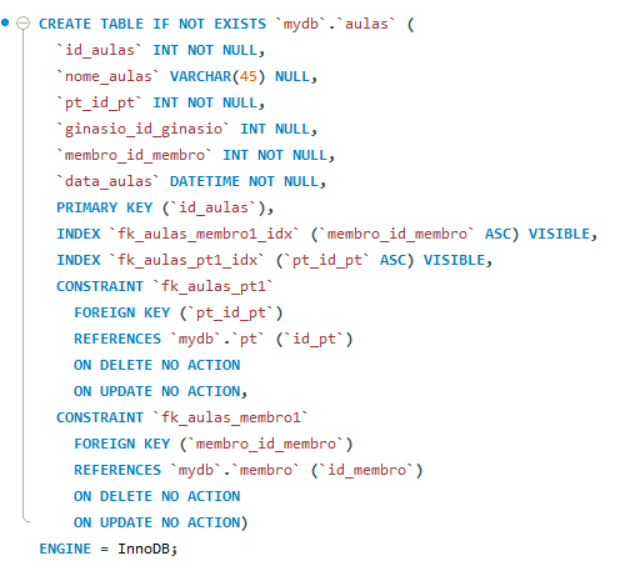 CREATE TABLE IF NOT EXISTS `mydb`.`aulas` (
`id_aulas` INT NOT NULL,
`nome_aulas` VARCHAR(45) NULL,
`pt_id_pt` INT NOT NULL,
`ginasio_id_ginasio` INT NULL,
`membro_id_membro` INT NOT NULL,
`data_aulas` DATETIME NOT NULL,
PRIMARY KEY (`id_aulas`),
INDEX `fk_aulas_membro1_idx` (`membro_id_membro` ASC) VISIBLE,
INDEX `fk_aulas_pt1_idx` (`pt_id_pt` ASC) VISIBLE,
CONSTRAINT `fk_aulas_pt1`
FOREIGN KEY (`pt_id_pt`)
REFERENCES `mydb`.`pt` (`id_pt`)
ON DELETE NO ACTION
ON UPDATE NO ACTION,
CONSTRAINT `fk_aulas_membro1`
FOREIGN KEY (`membro_id_membro`)
REFERENCES `mydb`.`membro` (`id_membro`)
ON DELETE NO ACTION
ON UPDATE NO ACTION)
ENGINE = InnoDB;